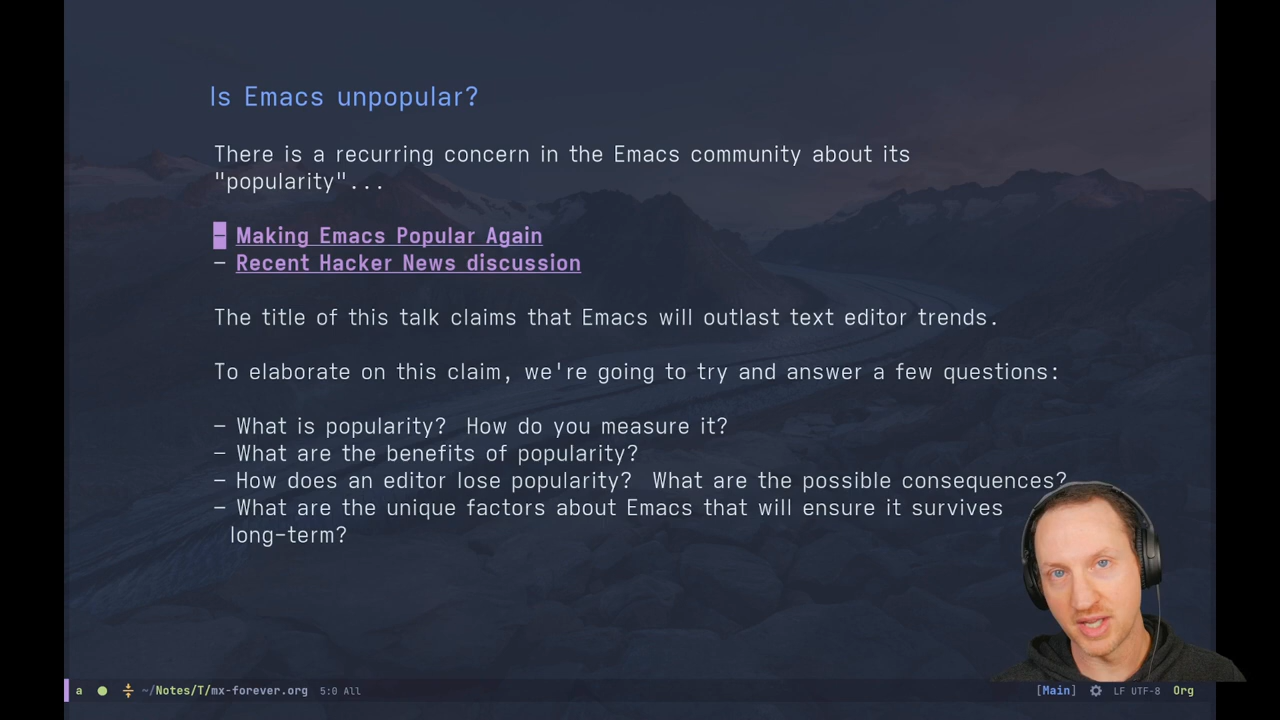 Is Emacs unpopular?
There is a recurring concern in the Emacs community about its
"popularity"...
– Making Emacs Popular Again
– Recent Hacker News discussion
The title of this talk claims that Emacs will outlast text editor trends.
To elaborate on this claim, we're going to try and answer a few questions:
– What is popularity?  How do you measure it?
– What are the benefits of popularity?
– How does an editor lose popularity?  What are the possible consequences?
– What are the unique factors about Emacs that will ensure it survives
long-term?
a ~/Notes/T/mx-forever.org 5:0 All [Main] LF UTF-8 Org